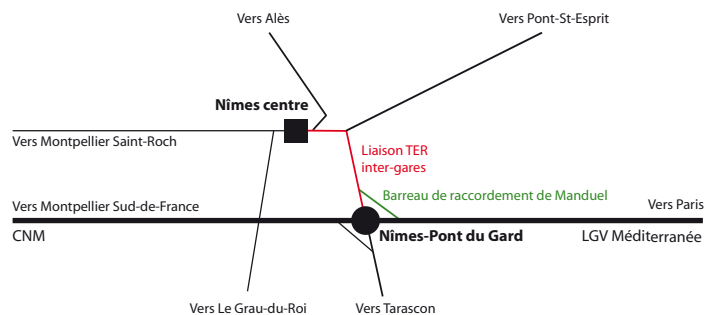 Vers Alès
Vers Pont-St-Esprit
Nîmes centre
Vers Montpellier Saint-Roch
Liaison TER
inter-gares
Barreau de raccordement de Manduel
Vers Montpellier Sud-de-France
Vers Paris
CNM
Nîmes-Pont du Gard
LGV Méditerranée
Vers Le Grau-du-Roi
Vers Tarascon